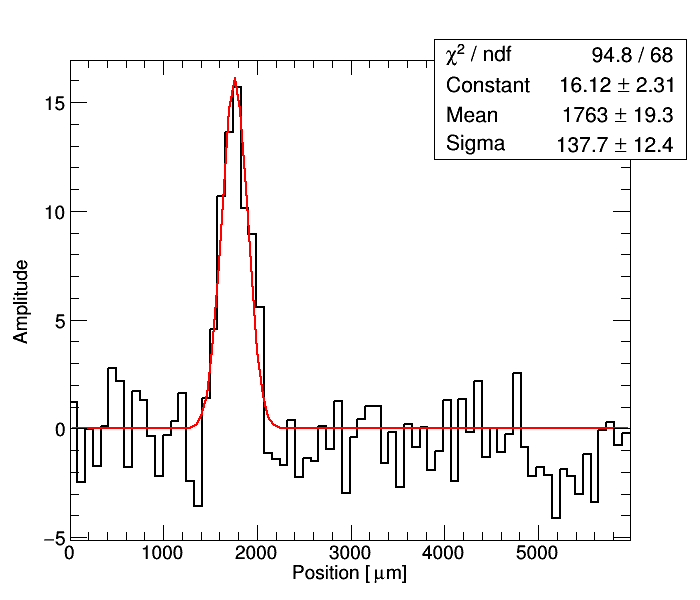 χ² / ndf 94.8 / 68
Constant 16.12 ± 2.31
Mean 1763 ± 19.3
Sigma 137.7 ± 12.4
15
10
5
0
−5
Amplitude
0 1000 2000 3000 4000 5000
Position [ μm]